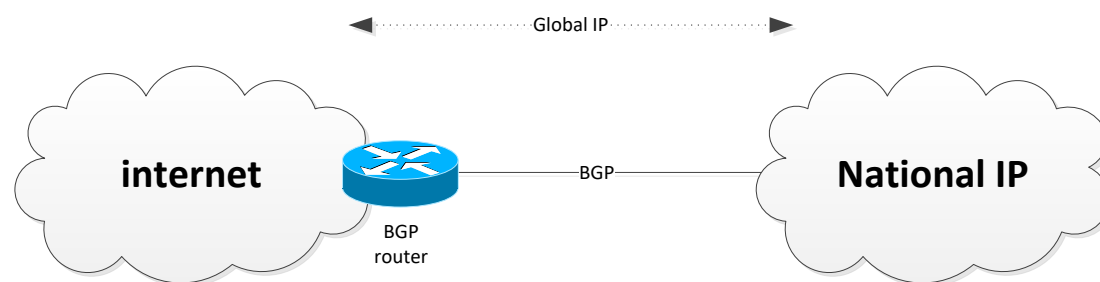 Global IP
internet
BGP
National IP
BGP
router